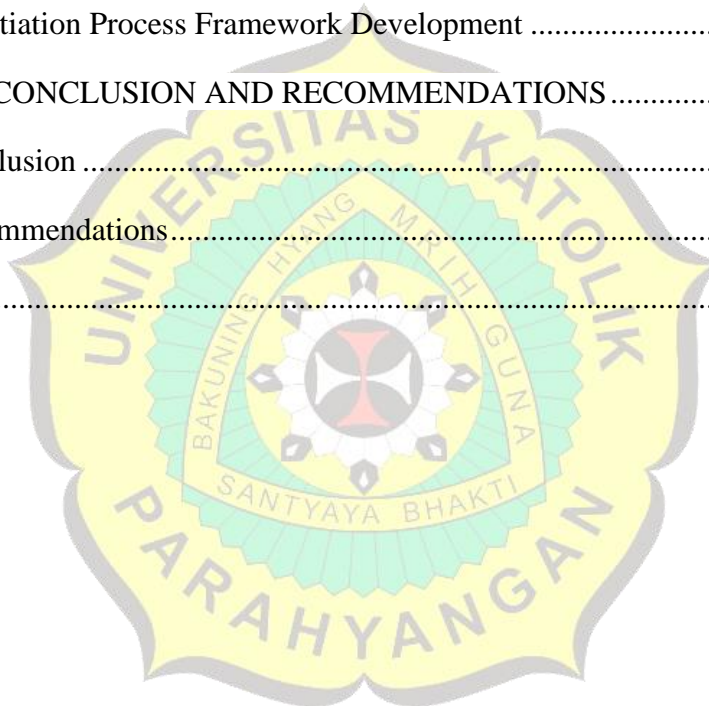 tiation Process Framework Development ......................
CONCLUSION AND RECOMMENDATIONS .............
lusion ......................................................................................
mmendations.........................................................................
..................................................................................................
UNIVERSITAS KATOLIK
BAKUNING HYANG MRIH GUNA
SANTYAYA BHAKTI
PARAHYANGAN